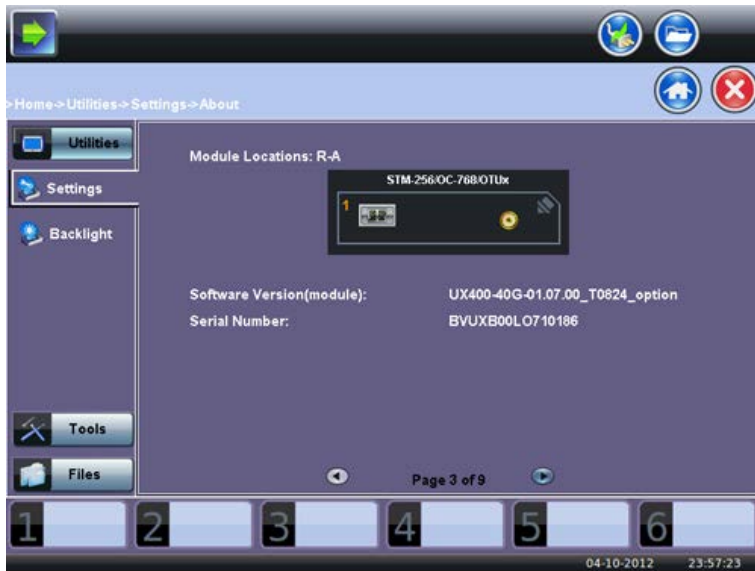 >Home->Utilities->Settings->About
Utilities
Settings
Backlight
Tools
Files
Module Locations: R-A
STM-256/OC-768/OTUx
1
Software Version(module): UX400-40G-01.07.00_T0824_option
Serial Number: BVUXB00LO710186
Page 3 of 9
1 2 3 4 5 6
04-10-2012 23:57:23